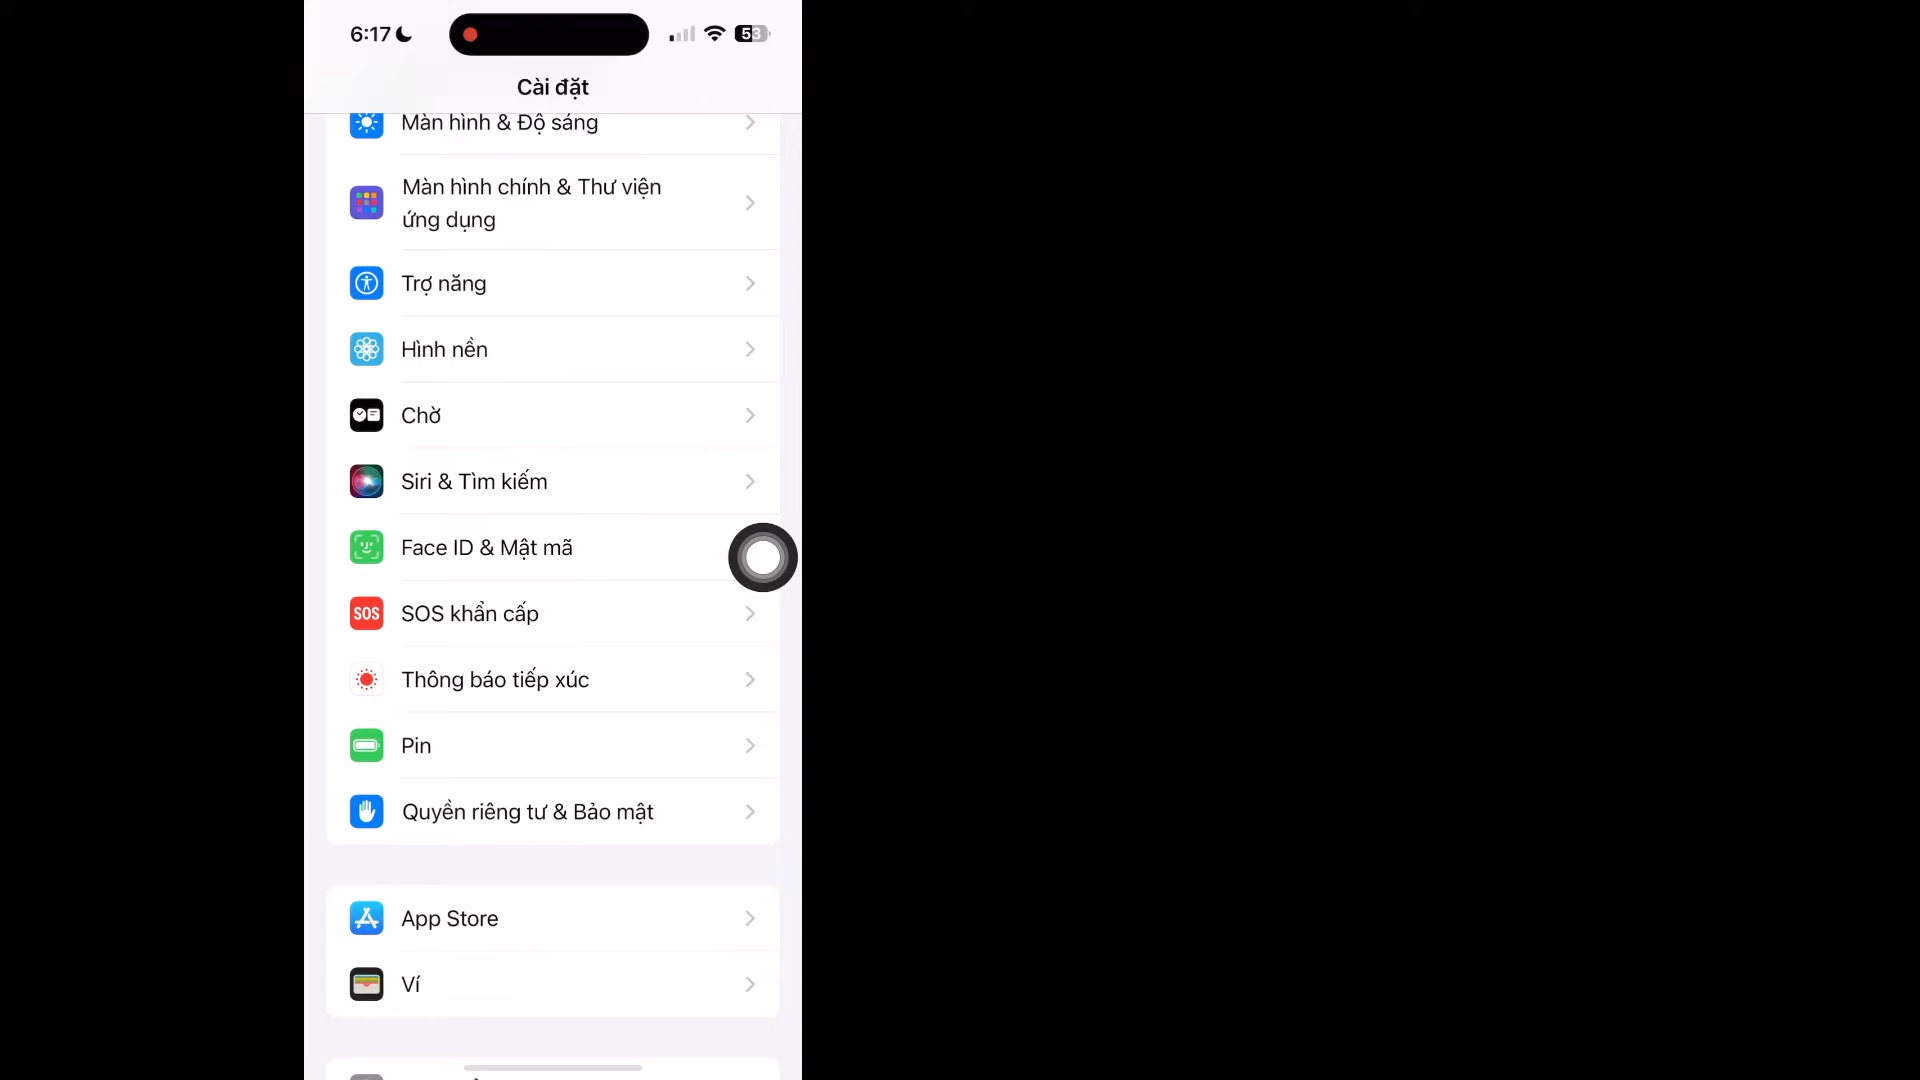 6:17
53
Cài đặt
Màn hình & Độ sáng
Màn hình chính & Thư viện
ứng dụng
Trợ năng
Hình nền
Chờ
Siri & Tìm kiếm
Face ID & Mật mã
SOS
SOS khẩn cấp
Thông báo tiếp xúc
Pin
Quyền riêng tư & Bảo mật
App Store
Ví